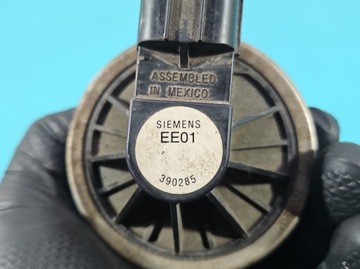 ASSEMBLED
IN MEXICO
SIEMENS
EE01
390285